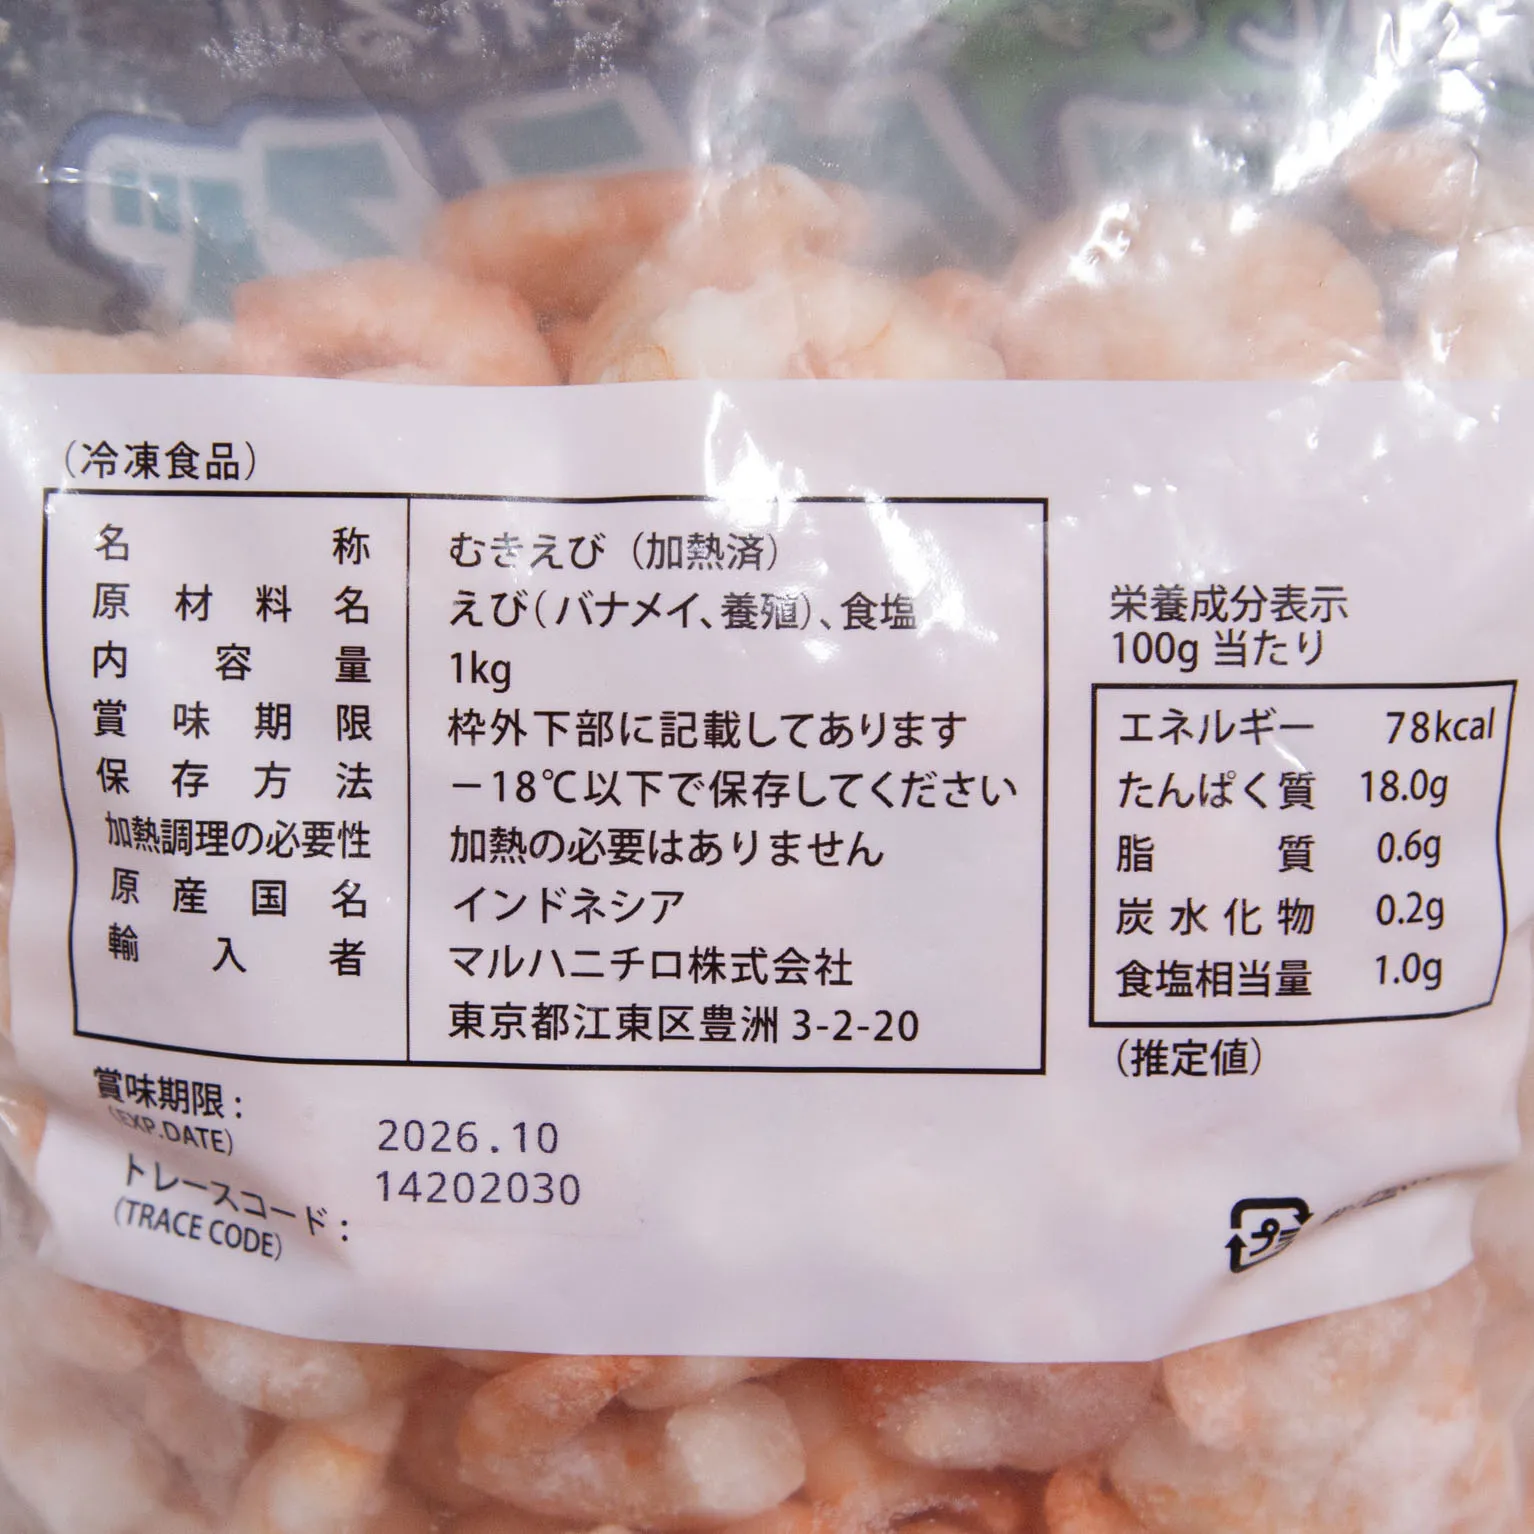 （冷凍食品）
名称 むきえび（加熱済）
原材料名 えび（バナメイ、養殖）、食塩
内容量 1kg
賞味期限 枠外下部に記載してあります
保存方法 －18℃以下で保存してください
加熱調理の必要性 加熱の必要はありません
原産国名 インドネシア
輸入者 マルハニチロ株式会社
東京都江東区豊洲 3-2-20
栄養成分表示
100g 当たり
エネルギー 78kcal
たんぱく質 18.0g
脂質 0.6g
炭水化物 0.2g
食塩相当量 1.0g
（推定値）
賞味期限：
(EXP.DATE) 2026.10
トレースコード： 14202030
(TRACE CODE)
プラ